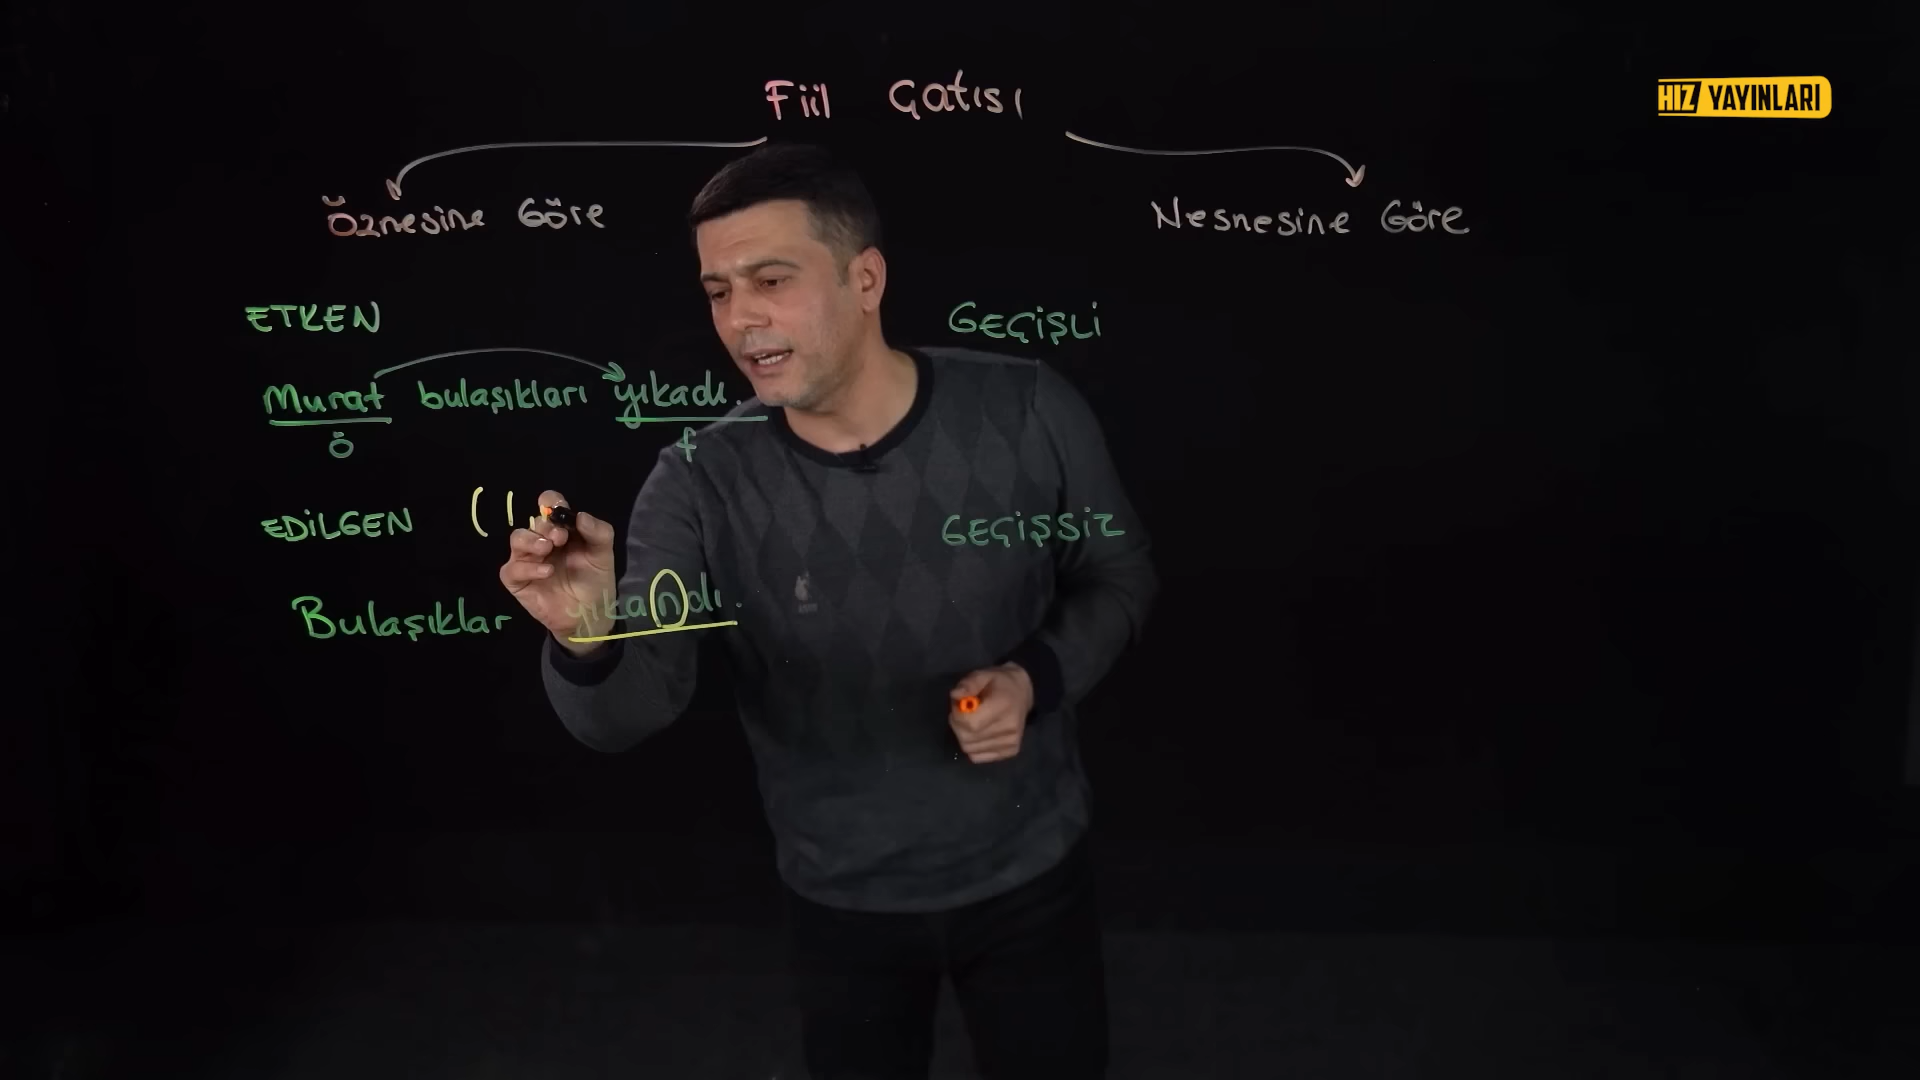 Fiil Çatısı
HIZ YAYINLARI
Öznesine Göre
Nesnesine Göre
ETKEN
GEÇİŞLİ
Murat bulaşıkları yıkadı.
ö f
EDİLGEN (l,
GEÇİŞSİZ
Bulaşıklar yıkandı.